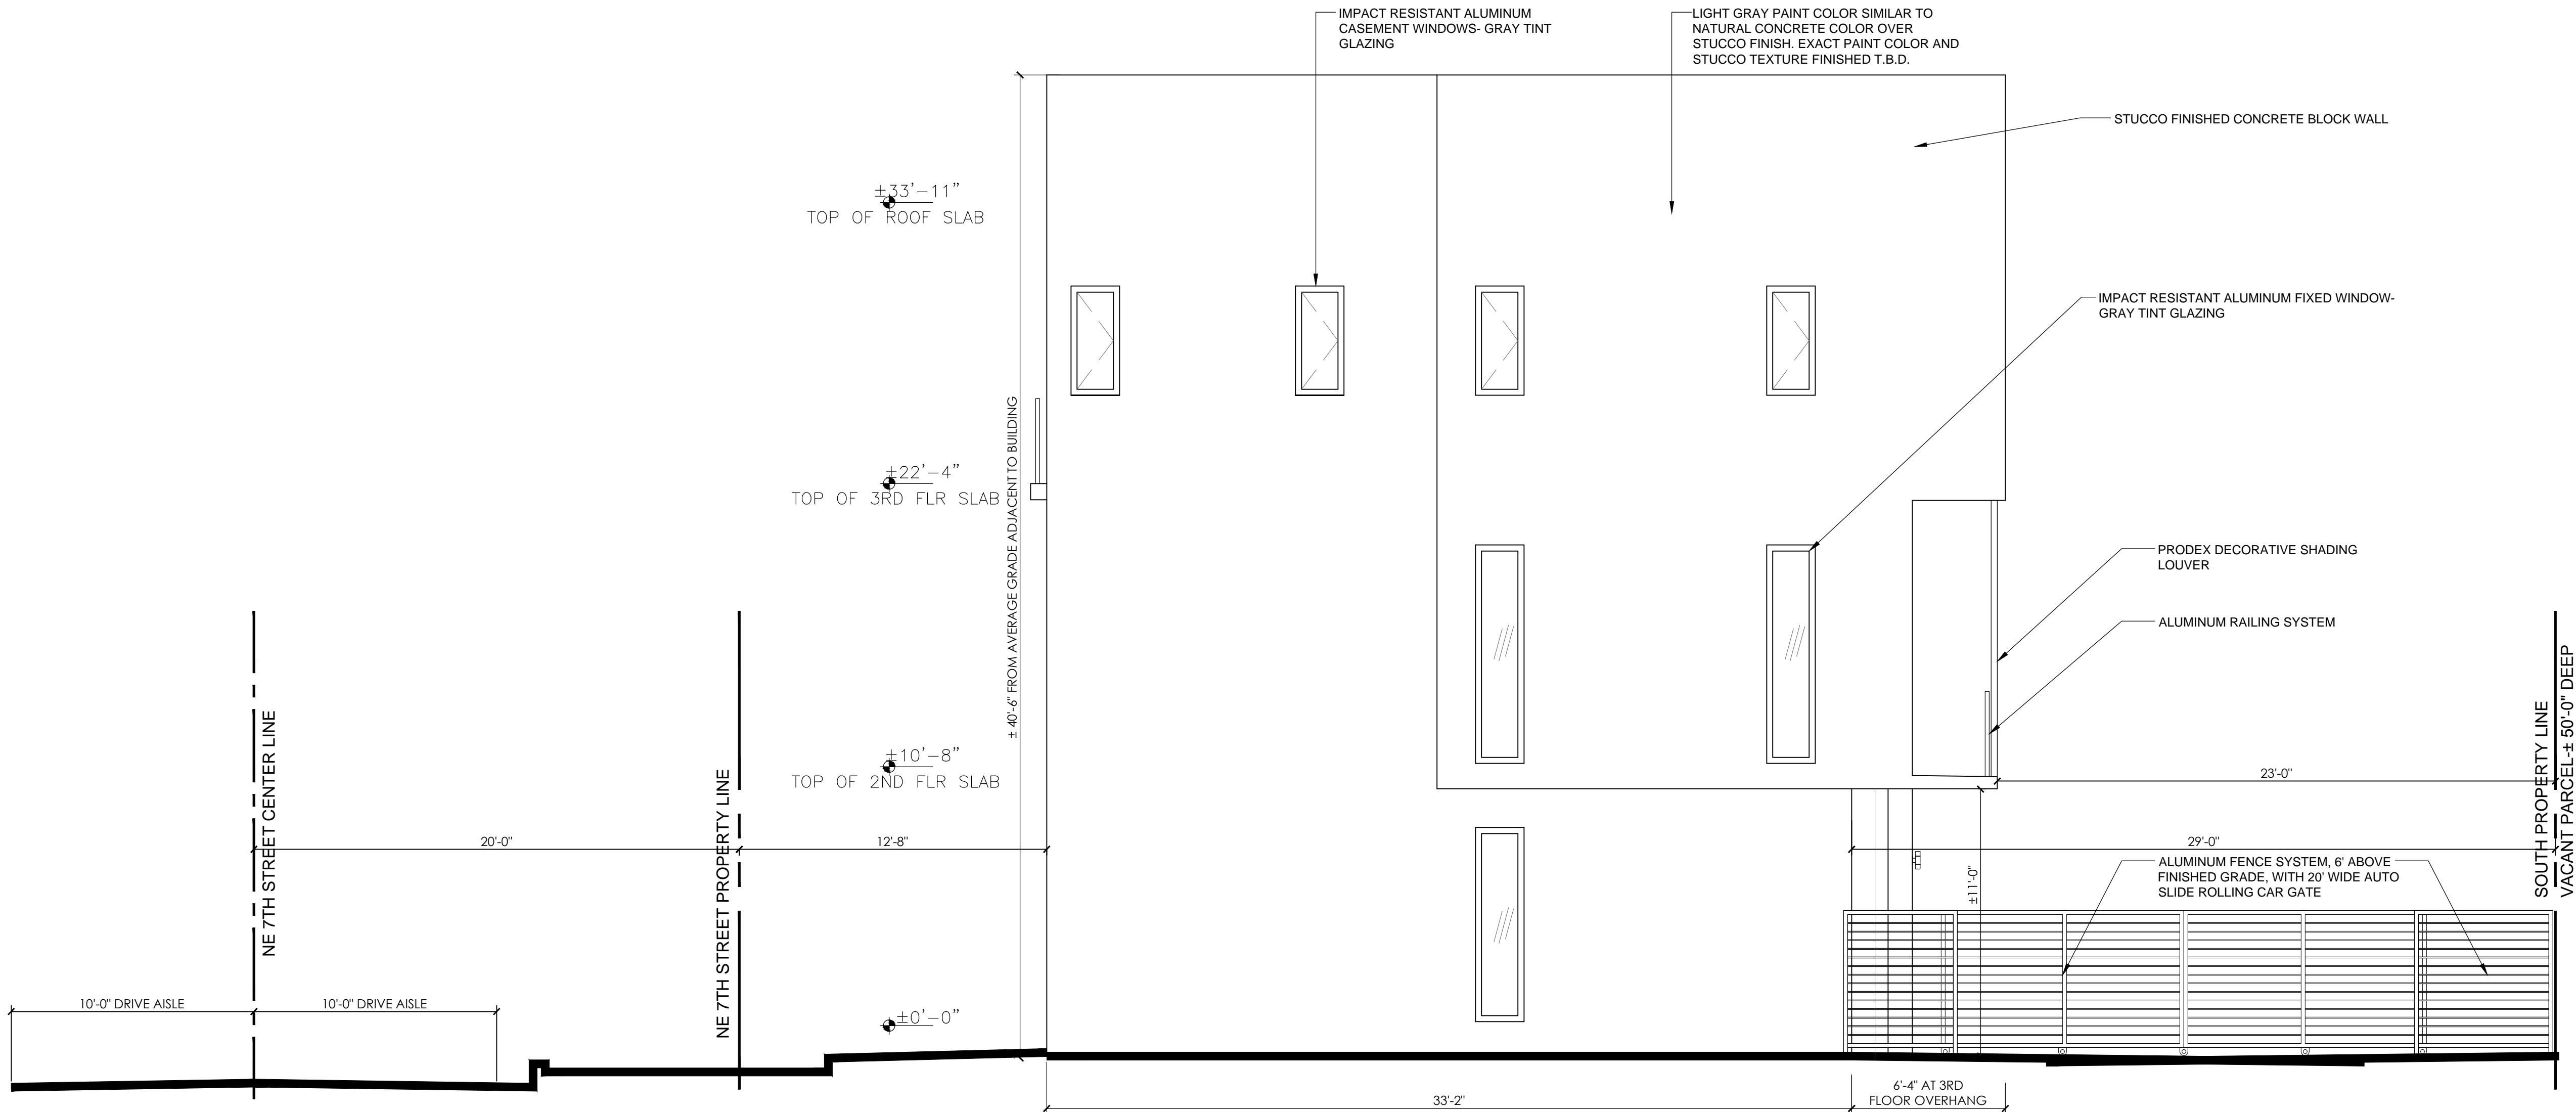 IMPACT RESISTANT ALUMINUM
CASEMENT WINDOWS- GRAY TINT
GLAZING
LIGHT GRAY PAINT COLOR SIMILAR TO
NATURAL CONCRETE COLOR OVER
STUCCO FINISH. EXACT PAINT COLOR AND
STUCCO TEXTURE FINISHED T.B.D.
STUCCO FINISHED CONCRETE BLOCK WALL
±33'-11"
TOP OF ROOF SLAB
IMPACT RESISTANT ALUMINUM FIXED WINDOW-
GRAY TINT GLAZING
±22'-4"
TOP OF 3RD FLR SLAB
± 40'-6" FROM AVERAGE GRADE ADJACENT TO BUILDING
PRODEX DECORATIVE SHADING
LOUVER
ALUMINUM RAILING SYSTEM
±10'-8"
TOP OF 2ND FLR SLAB
NE 7TH STREET CENTER LINE
NE 7TH STREET PROPERTY LINE
SOUTH PROPERTY LINE
VACANT PARCEL-± 50'-0" DEEP
23'-0"
20'-0"
12'-8"
29'-0"
±11'-0"
ALUMINUM FENCE SYSTEM, 6' ABOVE
FINISHED GRADE, WITH 20' WIDE AUTO
SLIDE ROLLING CAR GATE
10'-0" DRIVE AISLE
10'-0" DRIVE AISLE
±0'-0"
33'-2"
6'-4" AT 3RD
FLOOR OVERHANG